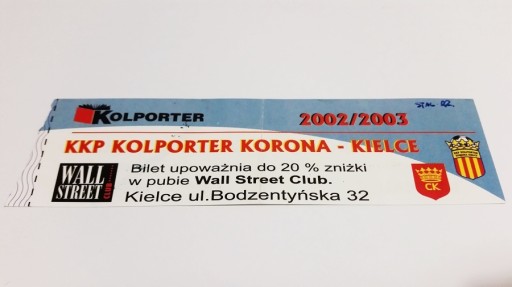 KOLPORTER
2002/2003
KKP KOLPORTER KORONA - KIELCE
WALL
STREET
CLUB
Bilet upoważnia do 20 % zniżki
w pubie Wall Street Club.
Kielce ul.Bodzentyńska 32
CK